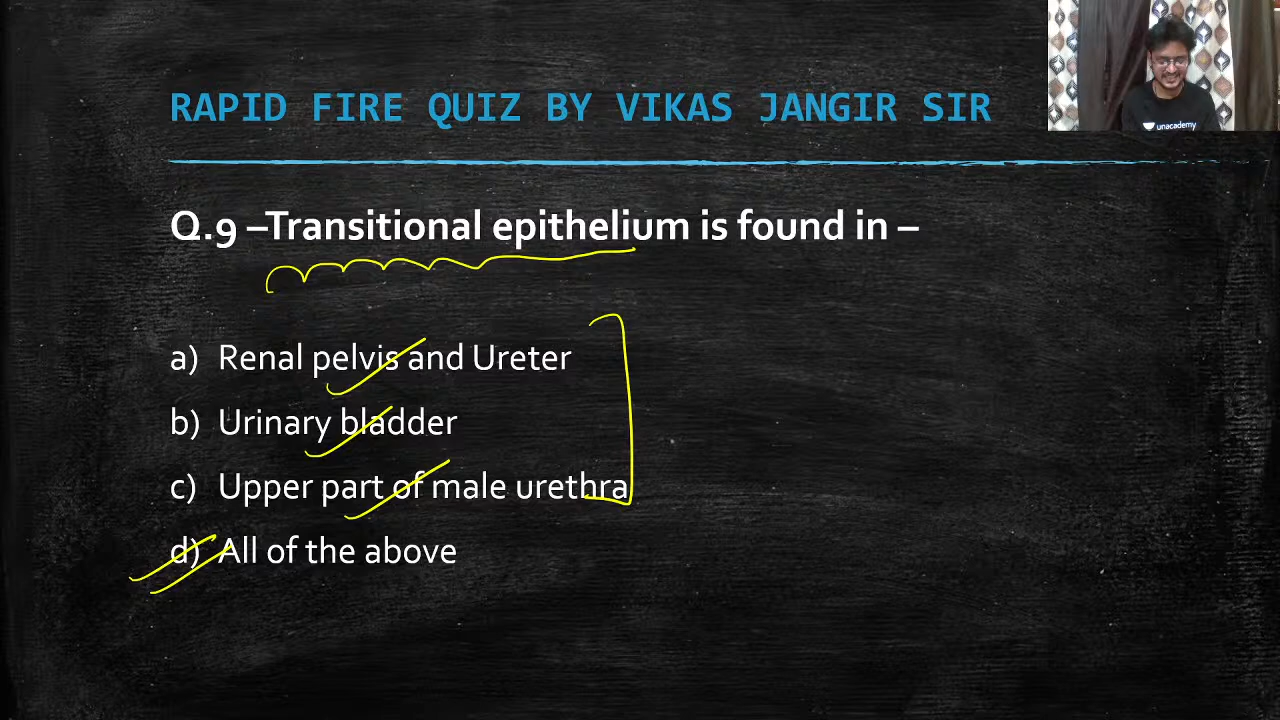 RAPID FIRE QUIZ BY VIKAS JANGIR SIR
unacademy
Q.9 –Transitional epithelium is found in –
a) Renal pelvis and Ureter
b) Urinary bladder
c) Upper part of male urethra
d) All of the above